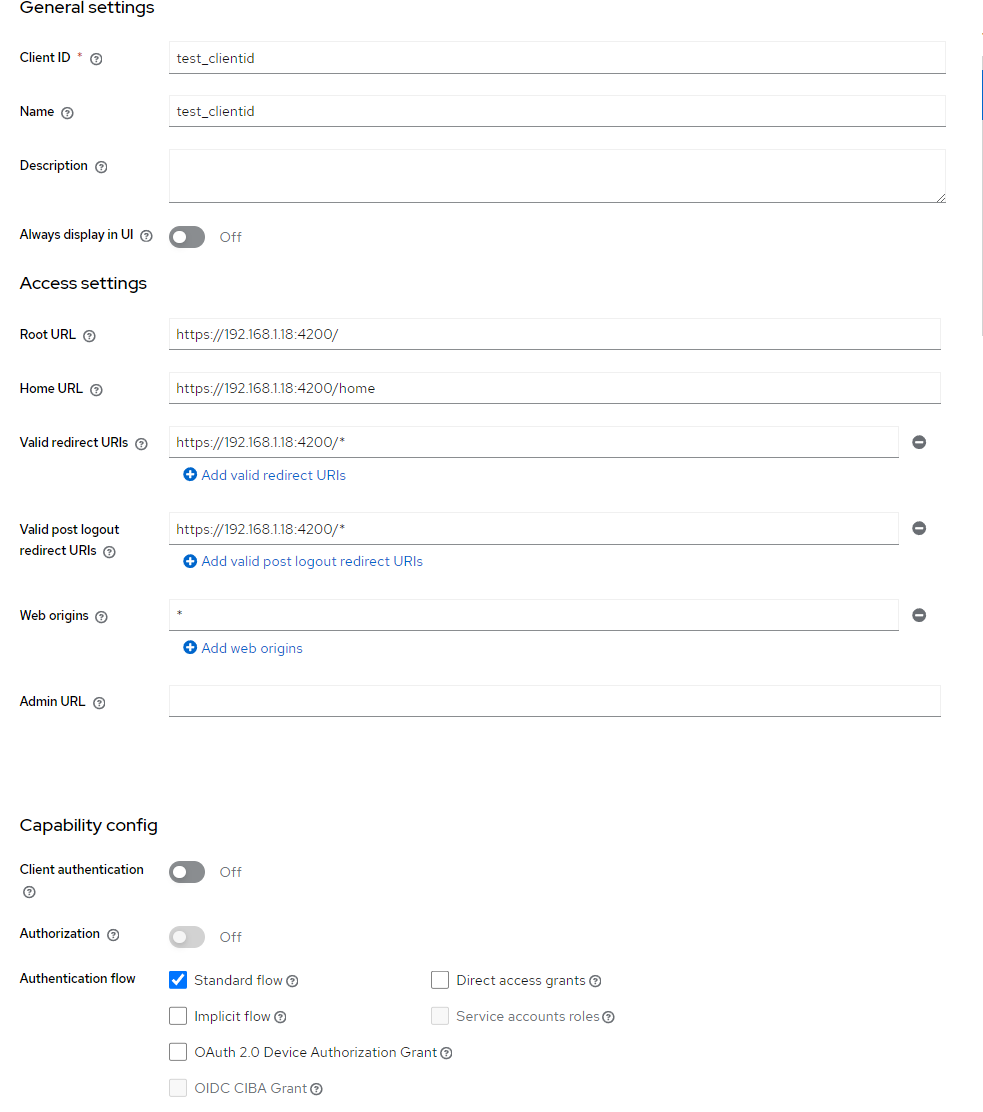 General settings
Client ID *
test_clientid
Name
test_clientid
Description
Always display in UI
Off
Access settings
Root URL
https://192.168.1.18:4200/
Home URL
https://192.168.1.18:4200/home
Valid redirect URIs
https://192.168.1.18:4200/*
Add valid redirect URIs
Valid post logout
redirect URIs
https://192.168.1.18:4200/*
Add valid post logout redirect URIs
Web origins
*
Add web origins
Admin URL
Capability config
Client authentication
Off
Authorization
Off
Authentication flow
Standard flow
Direct access grants
Implicit flow
Service accounts roles
OAuth 2.0 Device Authorization Grant
OIDC CIBA Grant